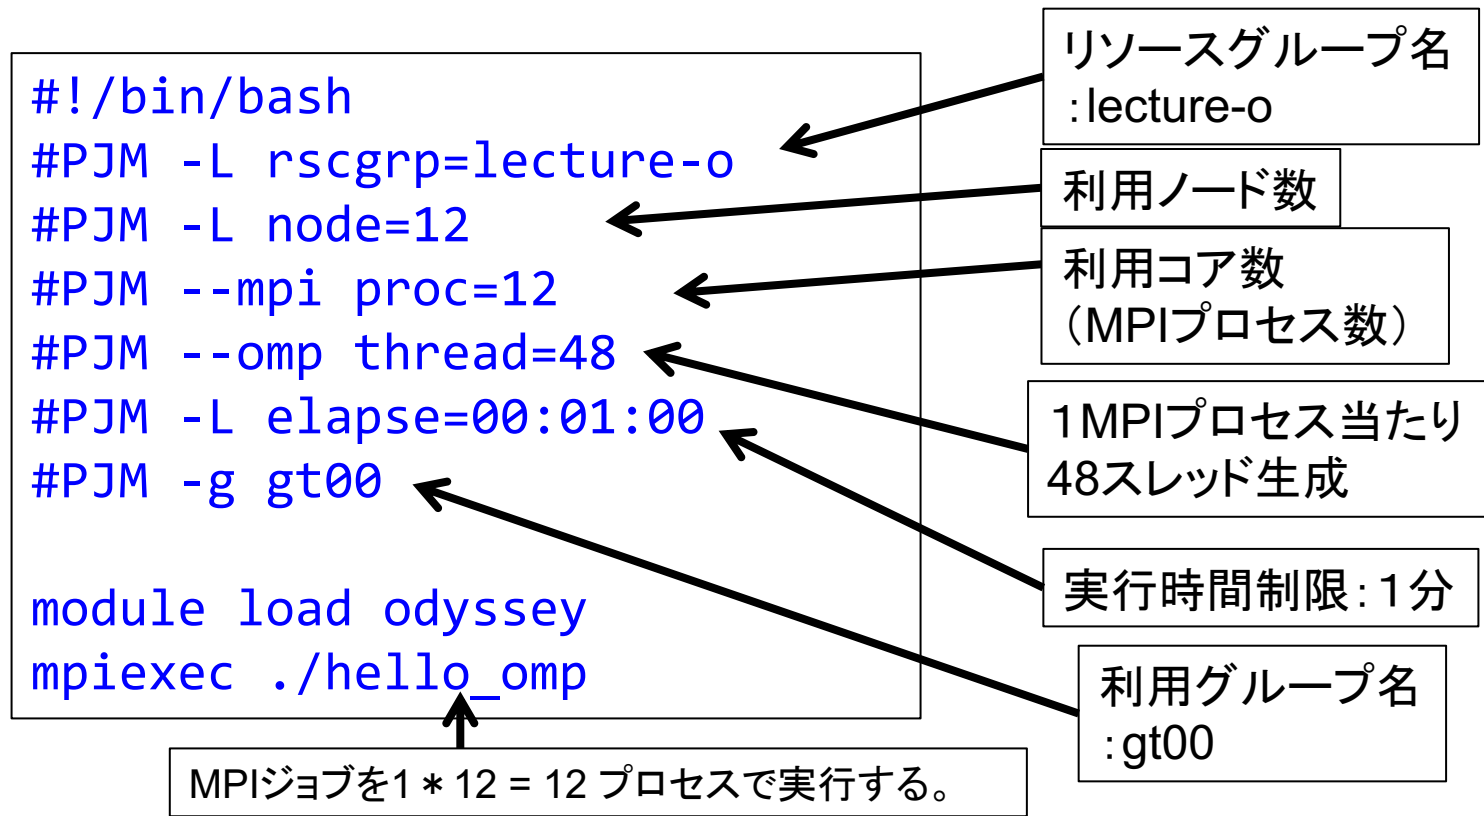 #!/bin/bash
#PJM -L rscgrp=lecture-o
#PJM -L node=12
#PJM --mpi proc=12
#PJM --omp thread=48
#PJM -L elapse=00:01:00
#PJM -g gt00
module load odyssey
mpiexec ./hello_omp
リソースグループ名
:lecture-o
利用ノード数
利用コア数
（MPIプロセス数）
１MPIプロセス当たり
48スレッド生成
実行時間制限：１分
利用グループ名
:gt00
MPIジョブを1＊12 = 12 プロセスで実行する。